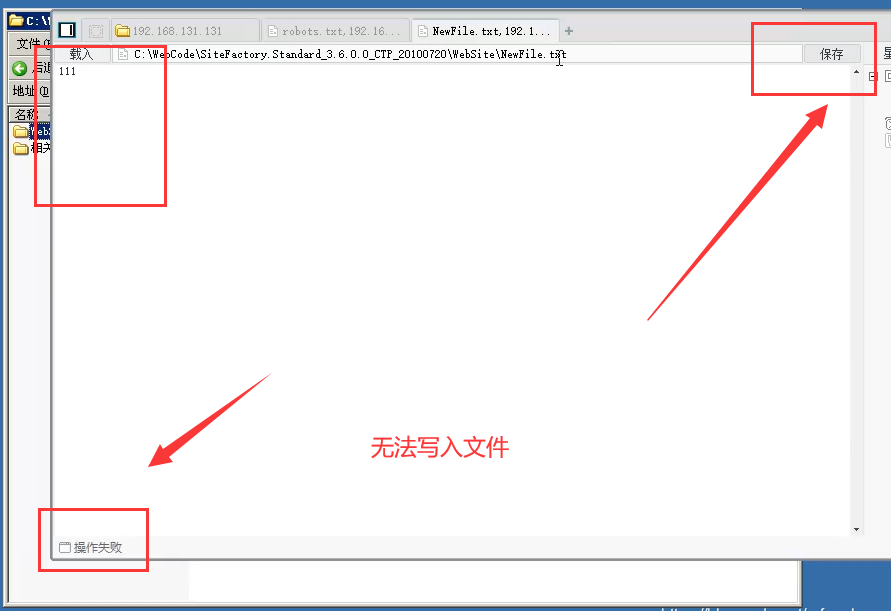 C:\W
192.168.131.131
robots.txt,192.16...
NewFile.txt,192.1...
文件
载入
C:\WebCode\SiteFactory.Standard_3.6.0.0_CTP_20100720\WebSite\NewFile.txt
保存
后退
111
地址
名称
相关
无法写入文件
操作失败